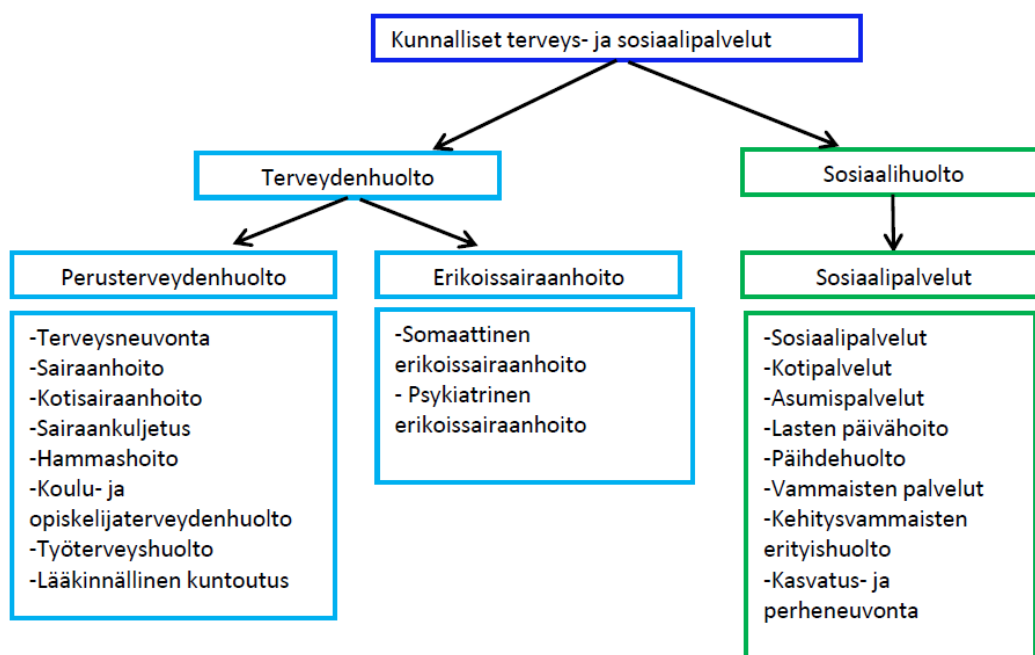 Kunnalliset terveys- ja sosiaalipalvelut
Terveydenhuolto
Sosiaalihuolto
Perusterveydenhuolto
Erikoissairaanhoito
Sosiaalipalvelut
-Terveysneuvonta
-Sairaanhoito
-Kotisairaanhoito
-Sairaankuljetus
-Hammashoito
-Koulu- ja
opiskelijaterveydenhuolto
-Työterveyshuolto
-Lääkinnällinen kuntoutus
-Somaattinen
erikoissairaanhoito
- Psykiatrinen
erikoissairaanhoito
-Sosiaalipalvelut
-Kotipalvelut
-Asumispalvelut
-Lasten päivähoito
-Päihdehuolto
-Vammaisten palvelut
-Kehitysvammaisten
erityishuolto
-Kasvatus- ja
perheneuvonta